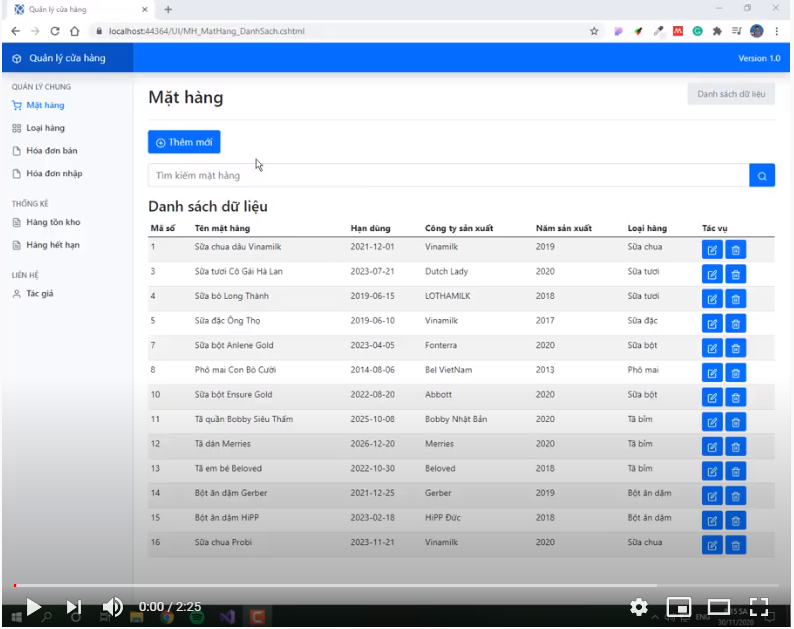 Quản lý cửa hàng
localhost:44364/UI/MH_MatHang_DanhSach.cshtml
Quản lý cửa hàng
Version 1.0
QUẢN LÝ CHUNG
Mặt hàng
Loại hàng
Hóa đơn bán
Hóa đơn nhập
THỐNG KÊ
Hàng tồn kho
Hàng hết hạn
LIÊN HỆ
Tác giả
Mặt hàng
Danh sách dữ liệu
Thêm mới
Tìm kiếm mặt hàng
Danh sách dữ liệu
Mã số Tên mặt hàng Hạn dùng Công ty sản xuất Năm sản xuất Loại hàng Tác vụ
1 Sữa chua dâu Vinamilk 2021-12-01 Vinamilk 2019 Sữa chua
3 Sữa tươi Cô Gái Hà Lan 2023-07-21 Dutch Lady 2020 Sữa tươi
4 Sữa bò Long Thành 2019-06-15 LOTHAMILK 2018 Sữa tươi
5 Sữa đặc Ông Thọ 2019-06-10 Vinamilk 2017 Sữa đặc
7 Sữa bột Anlene Gold 2023-04-05 Fonterra 2020 Sữa bột
8 Phô mai Con Bò Cười 2014-08-06 Bel VietNam 2013 Phô mai
10 Sữa bột Ensure Gold 2022-08-20 Abbott 2020 Sữa bột
11 Tã quần Bobby Siêu Thấm 2025-10-08 Bobby Nhật Bản 2020 Tã bỉm
12 Tã dán Merries 2026-12-20 Merries 2020 Tã bỉm
13 Tã em bé Beloved 2022-10-30 Beloved 2018 Tã bỉm
14 Bột ăn dặm Gerber 2021-12-25 Gerber 2019 Bột ăn dặm
15 Bột ăn dặm HiPP 2023-02-18 HiPP Đức 2018 Bột ăn dặm
16 Sữa chua Probi 2023-11-21 Vinamilk 2020 Sữa chua
0:00 / 2:25
ENG
30/11/2020